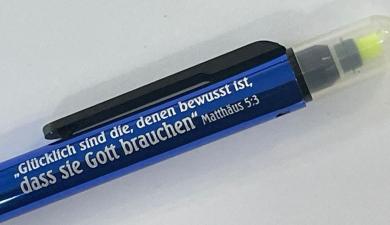 „Glücklich sind die, denen bewusst ist,
dass sie Gott brauchen“ Matthäus 5:3